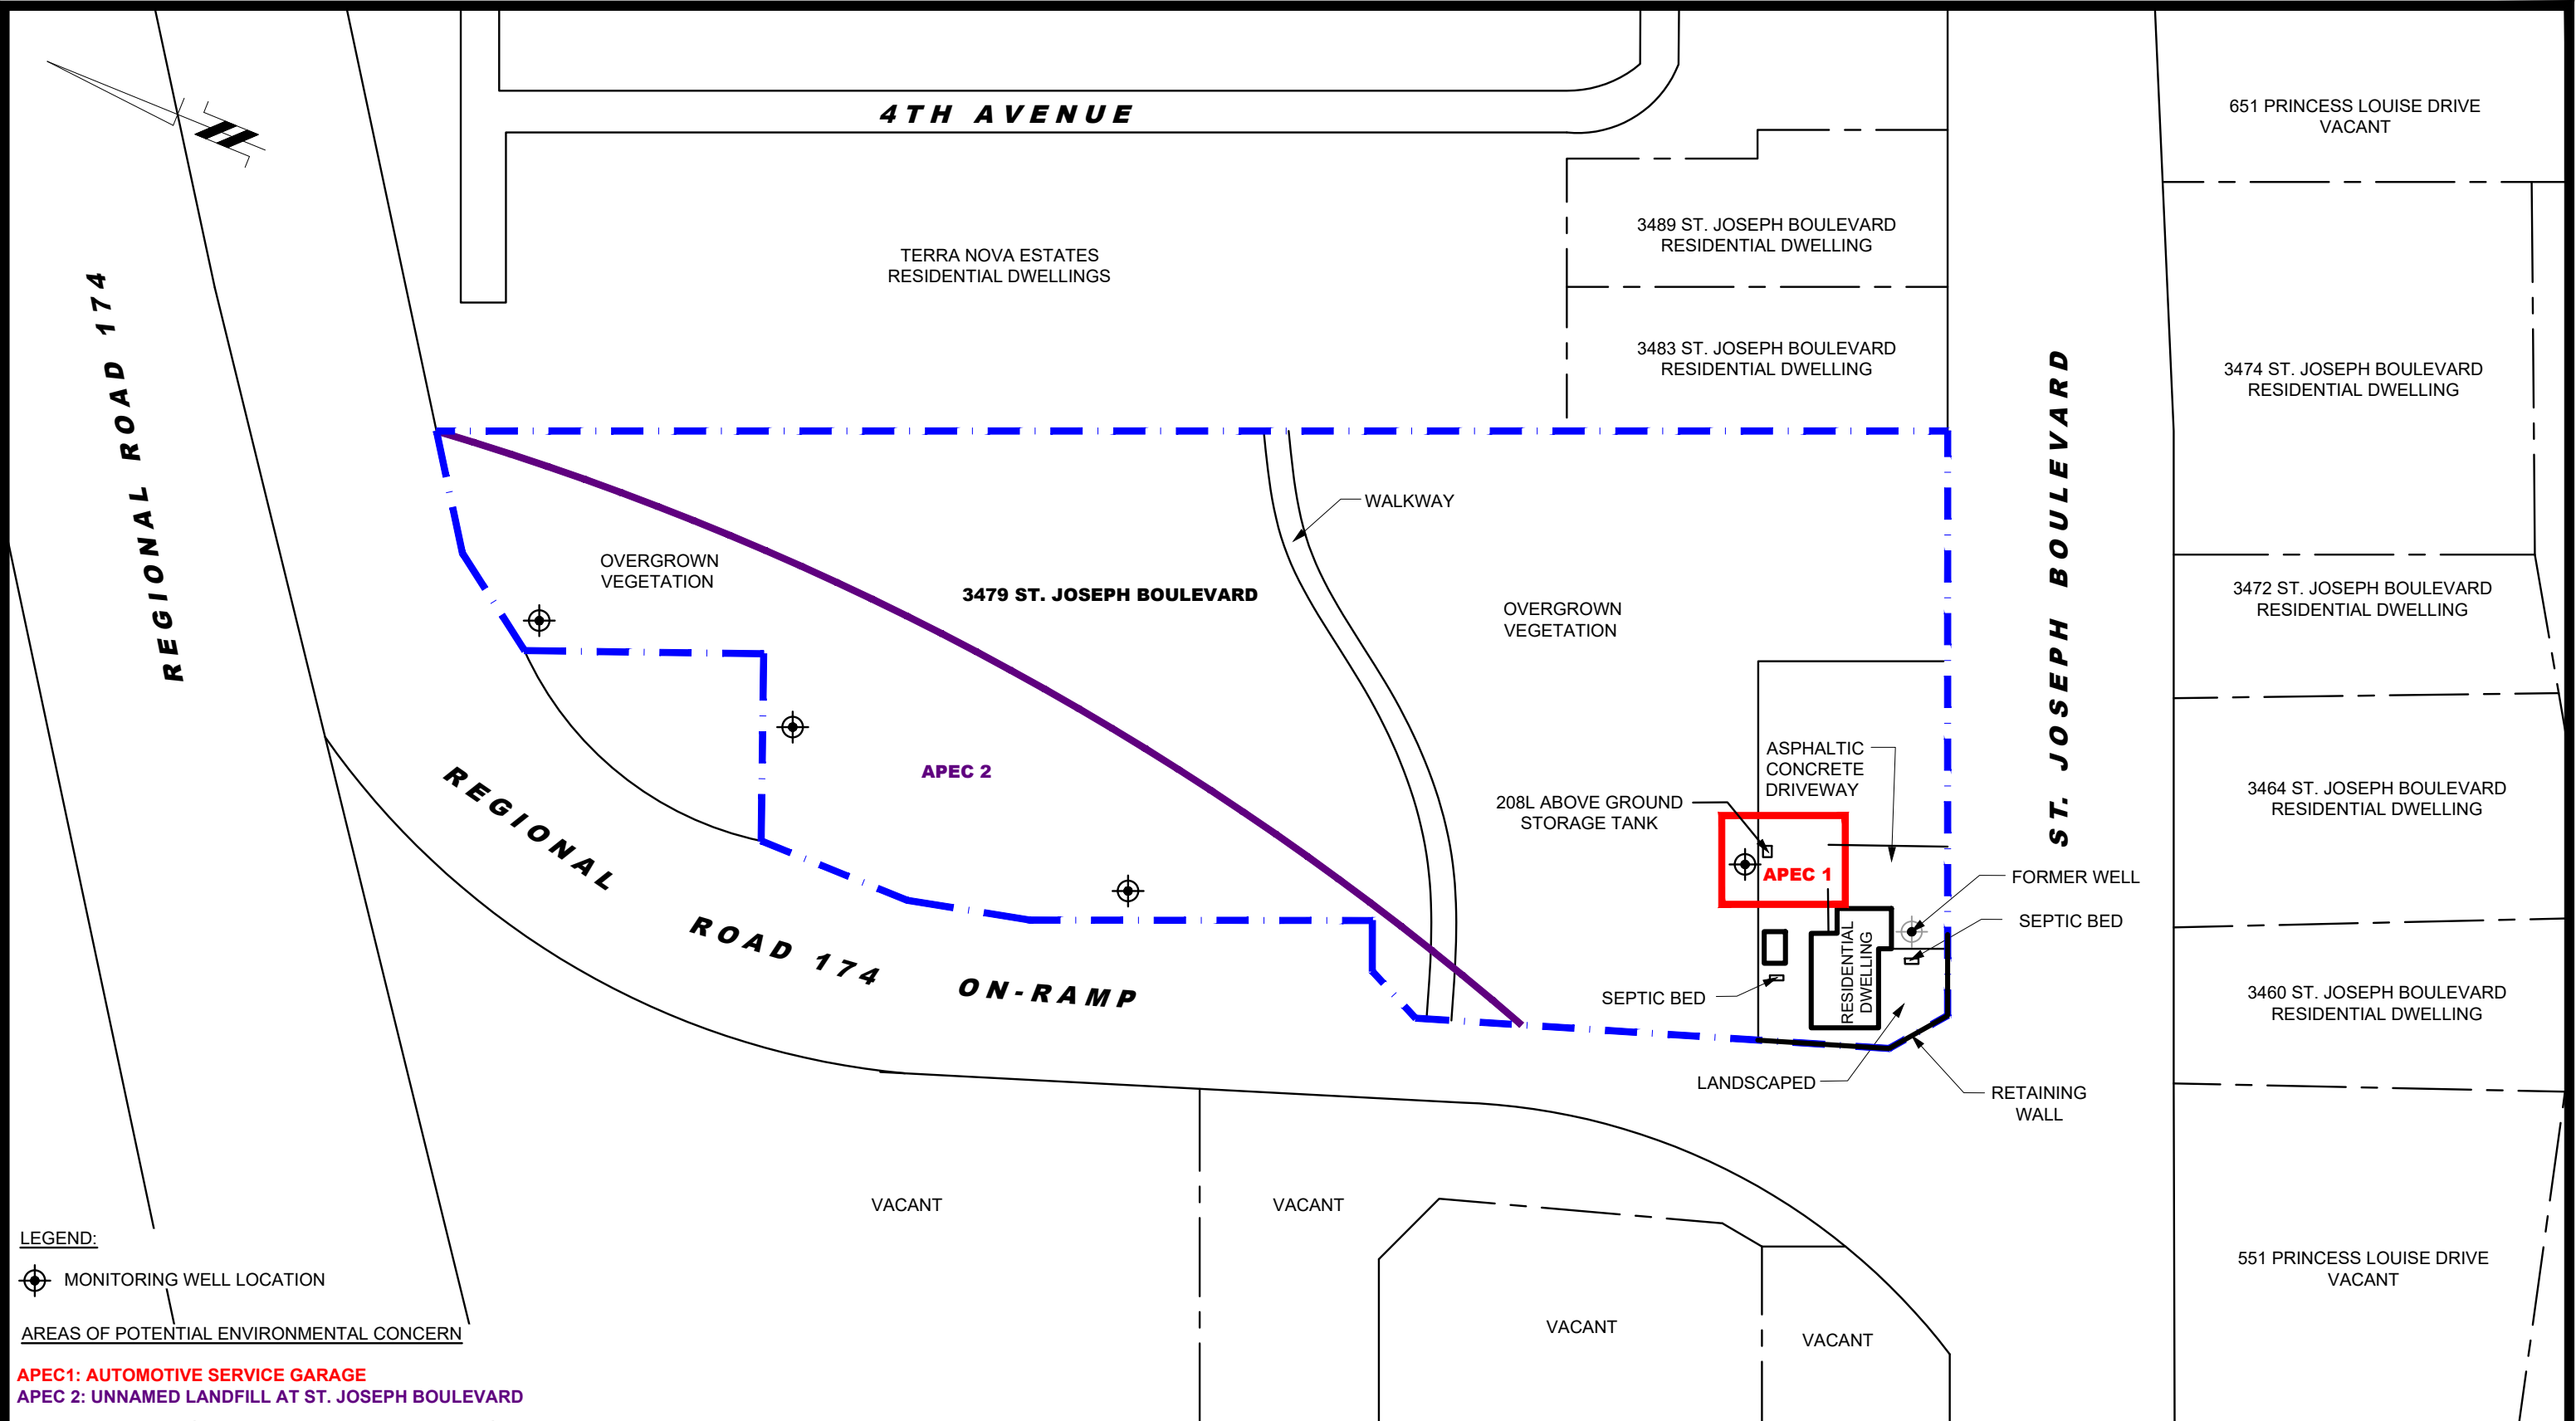 4TH AVENUE
651 PRINCESS LOUISE DRIVE
VACANT
3489 ST. JOSEPH BOULEVARD
RESIDENTIAL DWELLING
TERRA NOVA ESTATES
RESIDENTIAL DWELLINGS
REGIONAL ROAD 174
3483 ST. JOSEPH BOULEVARD
RESIDENTIAL DWELLING
3474 ST. JOSEPH BOULEVARD
RESIDENTIAL DWELLING
ST. JOSEPH BOULEVARD
WALKWAY
OVERGROWN
VEGETATION
3479 ST. JOSEPH BOULEVARD
OVERGROWN
VEGETATION
3472 ST. JOSEPH BOULEVARD
RESIDENTIAL DWELLING
APEC 2
ASPHALTIC
CONCRETE
DRIVEWAY
208L ABOVE GROUND
STORAGE TANK
3464 ST. JOSEPH BOULEVARD
RESIDENTIAL DWELLING
APEC 1
FORMER WELL
SEPTIC BED
RESIDENTIAL
DWELLING
SEPTIC BED
REGIONAL ROAD 174 ON-RAMP
3460 ST. JOSEPH BOULEVARD
RESIDENTIAL DWELLING
LANDSCAPED
RETAINING
WALL
VACANT
VACANT
VACANT
VACANT
551 PRINCESS LOUISE DRIVE
VACANT
LEGEND:
MONITORING WELL LOCATION
AREAS OF POTENTIAL ENVIRONMENTAL CONCERN
APEC1: AUTOMOTIVE SERVICE GARAGE
APEC 2: UNNAMED LANDFILL AT ST. JOSEPH BOULEVARD